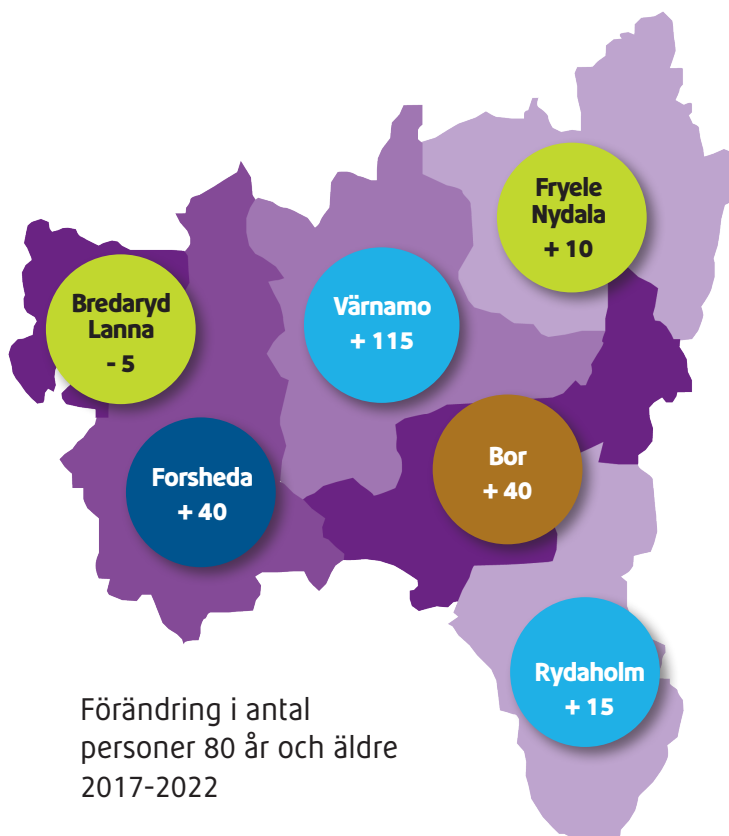 Fryele
Nydala
+ 10
Bredaryd
Lanna
- 5
Värnamo
+ 115
Forsheda
+ 40
Bor
+ 40
Rydaholm
+ 15
Förändring i antal
personer 80 år och äldre
2017-2022